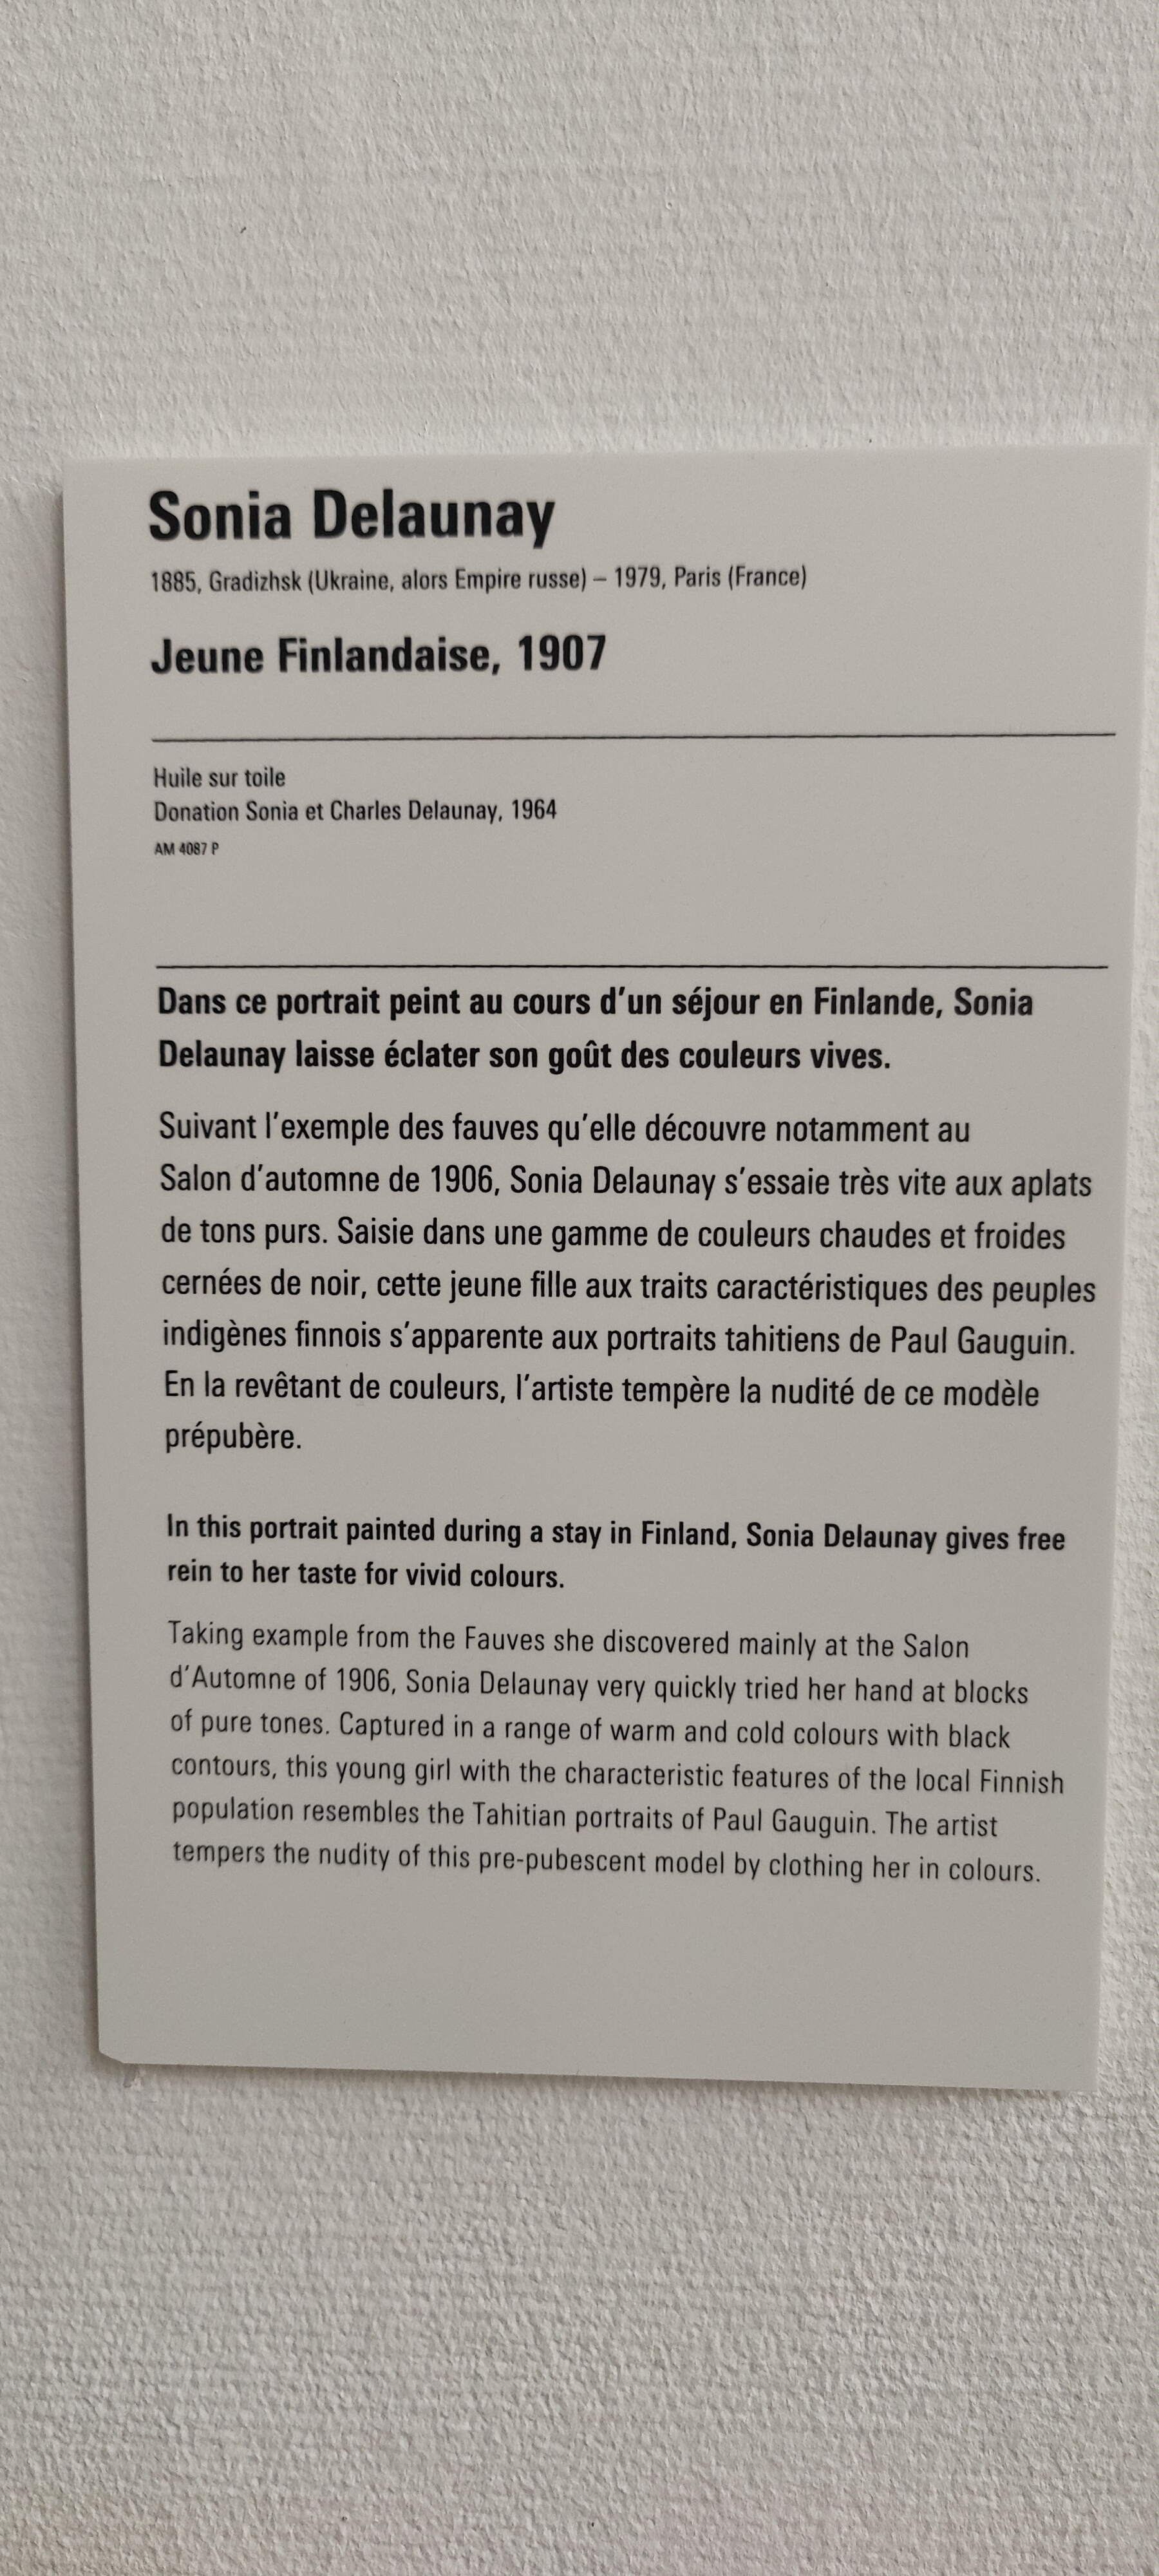 Sonia Delaunay
1885, Gradizhsk (Ukraine, alors Empire russe) – 1979, Paris (France)
Jeune Finlandaise, 1907
Huile sur toile
Donation Sonia et Charles Delaunay, 1964
AM 4087 P
Dans ce portrait peint au cours d’un séjour en Finlande, Sonia
Delaunay laisse éclater son goût des couleurs vives.
Suivant l’exemple des fauves qu’elle découvre notamment au
Salon d’automne de 1906, Sonia Delaunay s’essaie très vite aux aplats
de tons purs. Saisie dans une gamme de couleurs chaudes et froides
cernées de noir, cette jeune fille aux traits caractéristiques des peuples
indigènes finnois s’apparente aux portraits tahitiens de Paul Gauguin.
En la revêtant de couleurs, l’artiste tempère la nudité de ce modèle
prépubère.
In this portrait painted during a stay in Finland, Sonia Delaunay gives free
rein to her taste for vivid colours.
Taking example from the Fauves she discovered mainly at the Salon
d’Automne of 1906, Sonia Delaunay very quickly tried her hand at blocks
of pure tones. Captured in a range of warm and cold colours with black
contours, this young girl with the characteristic features of the local Finnish
population resembles the Tahitian portraits of Paul Gauguin. The artist
tempers the nudity of this pre-pubescent model by clothing her in colours.